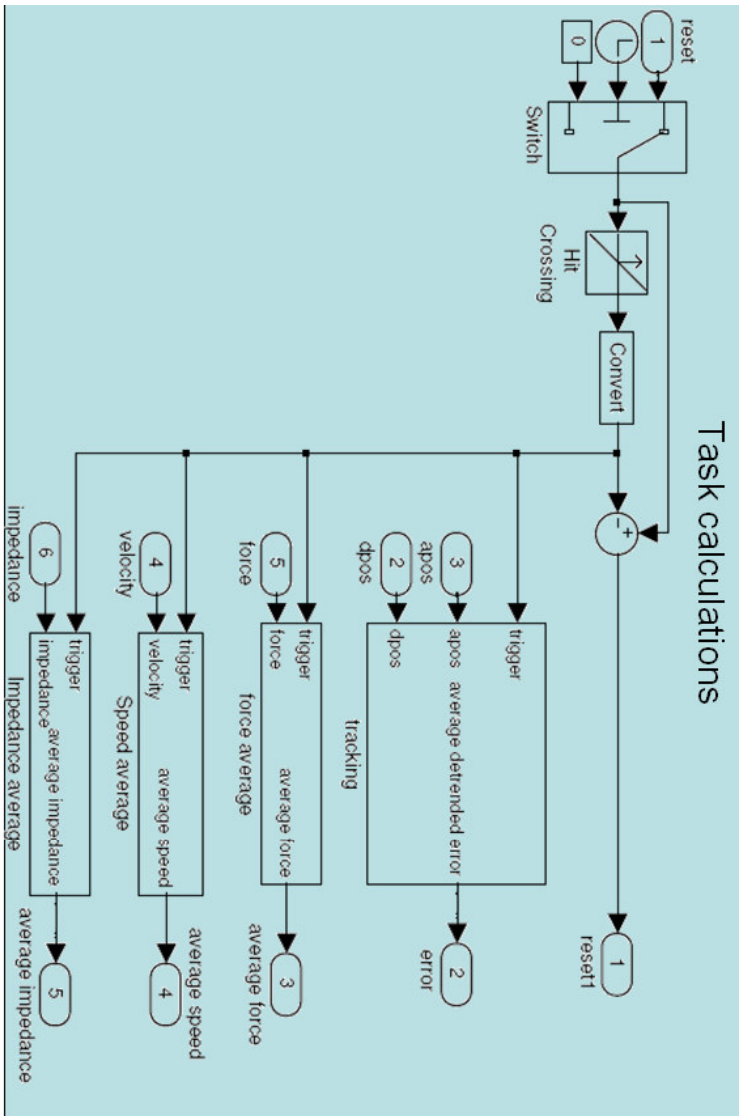 Task calculations
reset
1
0
Switch
Hit
Crossing
Convert
+
-
1
reset1
trigger
3
apos
apos
average detrended error
2
error
2
dpos
dpos
tracking
trigger
5
force
force
average force
3
average force
force average
trigger
4
velocity
velocity
average speed
4
average speed
Speed average
trigger
6
impedance
impedance
average impedance
5
average impedance
Impedance average